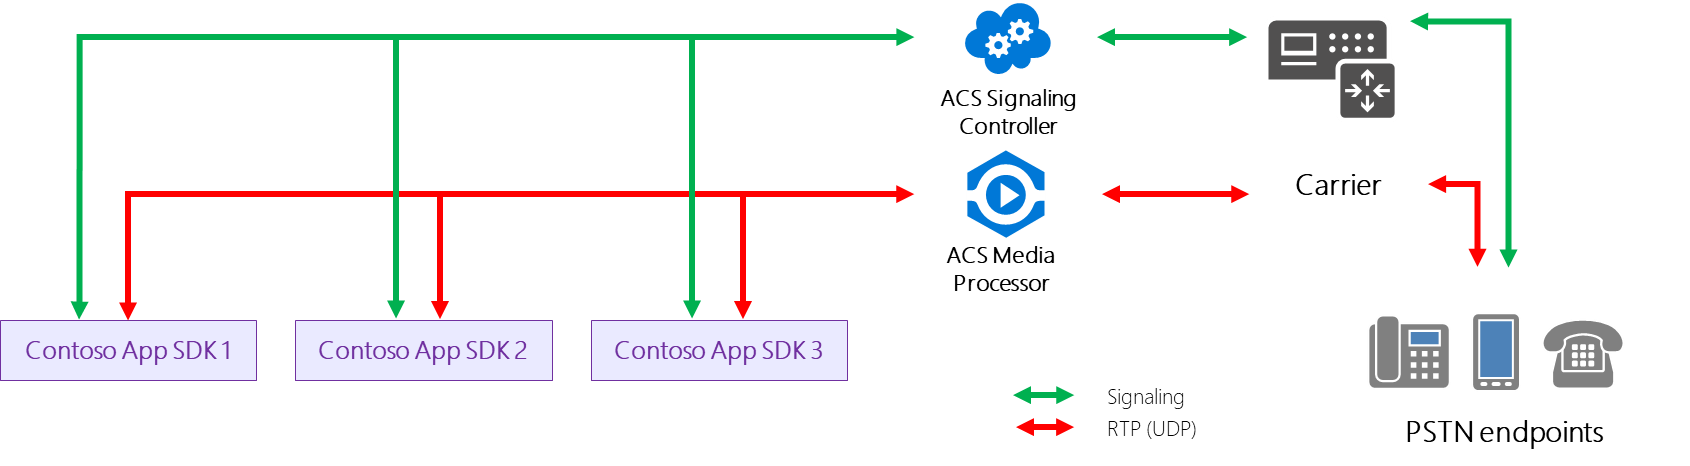 ACS Signaling
Controller
Carrier
ACS Media
Processor
Contoso App SDK 1
Contoso App SDK 2
Contoso App SDK 3
Signaling
RTP (UDP)
PSTN endpoints